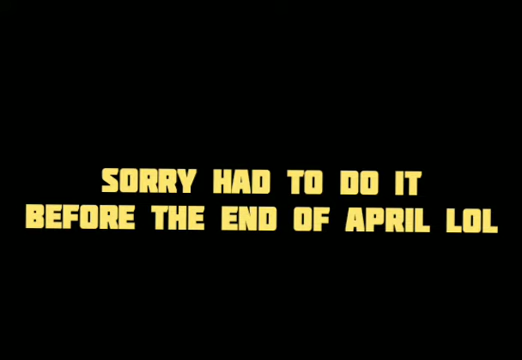 SORRY HAD TO DO IT
BEFORE THE END OF APRIL LOL